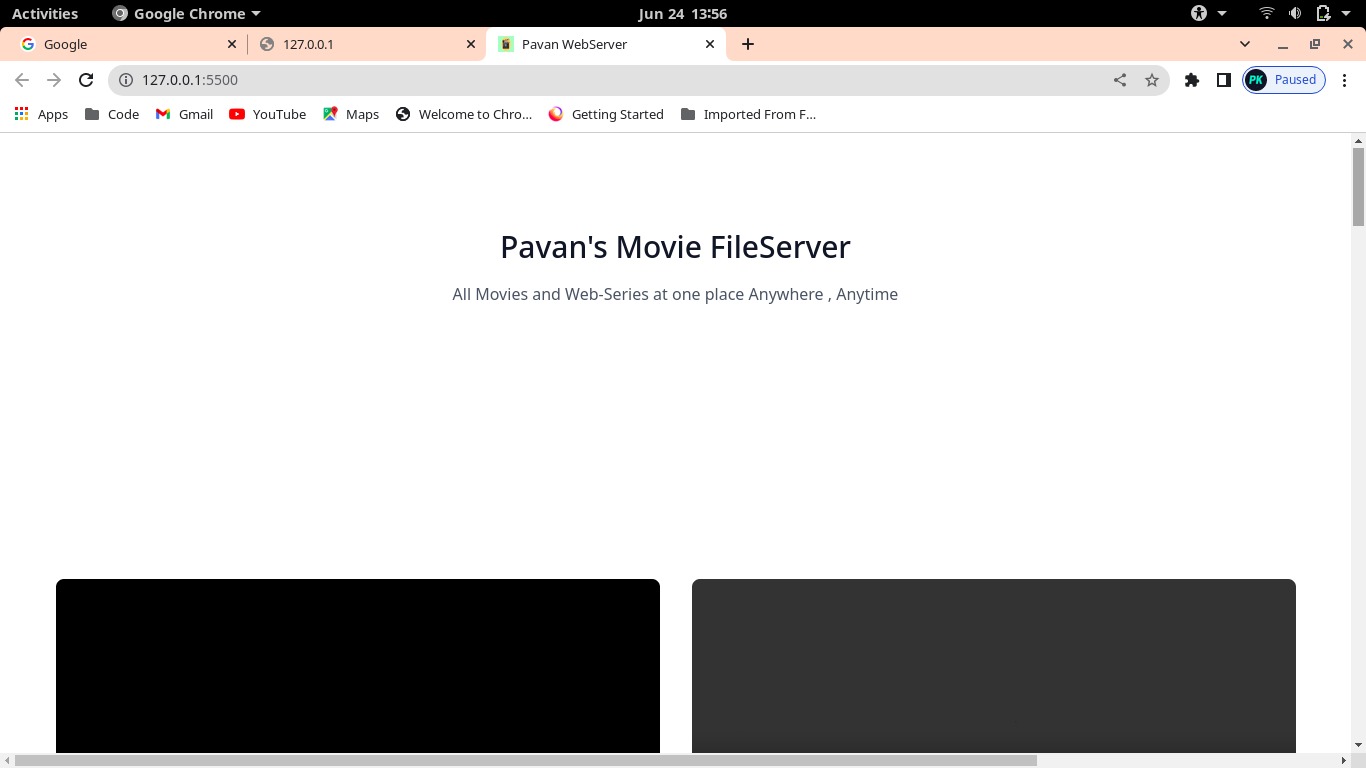 Activities Google Chrome Jun 24 13:56
Google 127.0.0.1 Pavan WebServer
127.0.0.1:5500 PK Paused
Apps Code Gmail YouTube Maps Welcome to Chro... Getting Started Imported From F...
Pavan's Movie FileServer
All Movies and Web-Series at one place Anywhere , Anytime